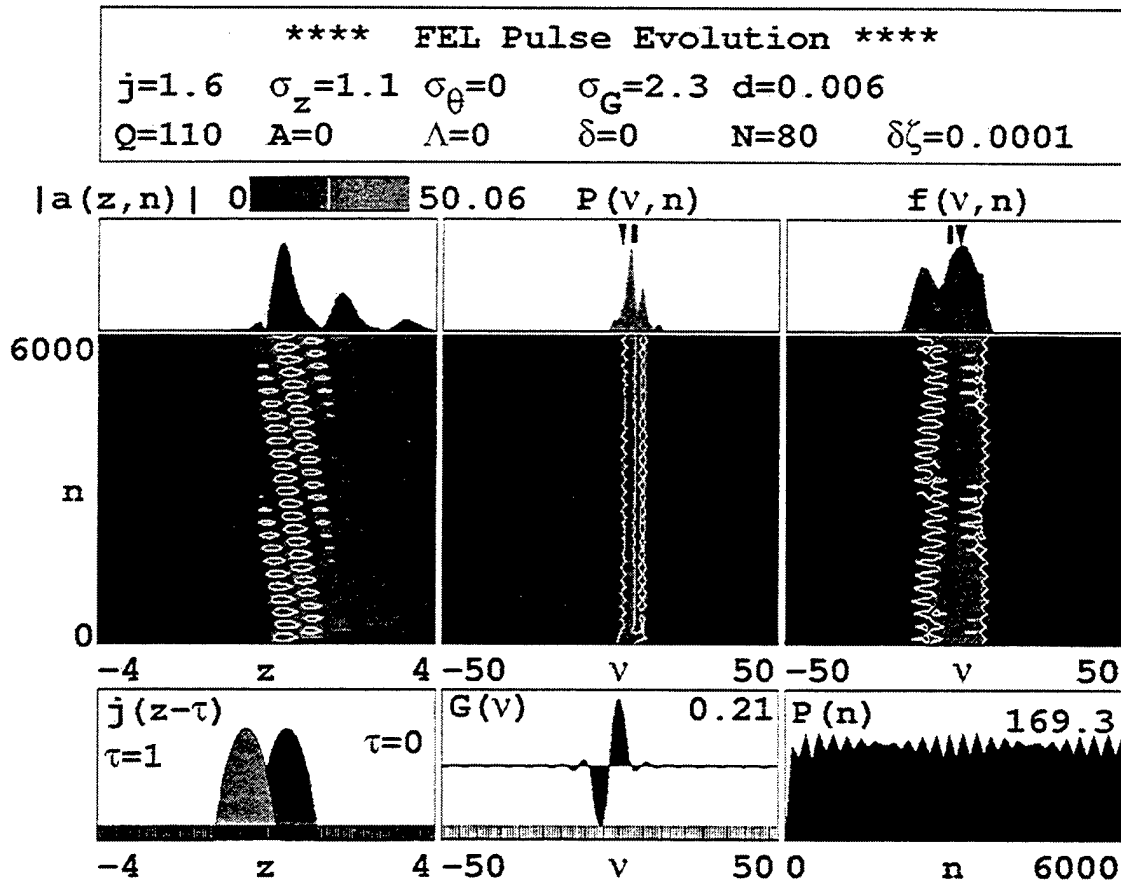 **** FEL Pulse Evolution ****
j=1.6 σz=1.1 σθ=0 σG=2.3 d=0.006
Q=110 A=0 Λ=0 δ=0 N=80 δζ=0.0001
|a(z,n)| 0 50.06 P(ν,n) f(ν,n)
6000
n
0
-4 z 4 -50 ν 50 -50 ν 50
j(z-τ) G(ν) 0.21 P(n) 169.3
τ=1 τ=0
-4 z 4 -50 ν 50 0 n 6000